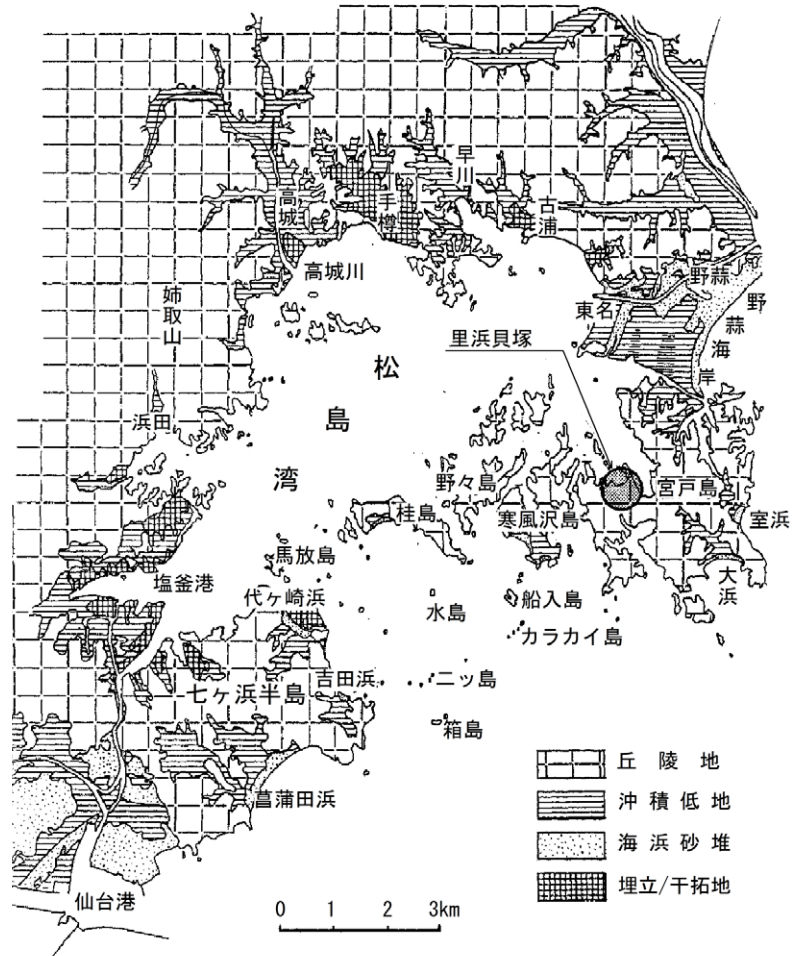 早川
高城
手樽
古浦
高城川
野蒜
姉取山
東名
野蒜海岸
里浜貝塚
松島湾
浜田
野々島
宮戸島
桂島
寒風沢島
室浜
馬放島
大浜
塩釜港
代ヶ崎浜
船入島
水島
カラカイ島
吉田浜
二ッ島
七ヶ浜半島
箱島
丘陵地
沖積低地
菖蒲田浜
海浜砂堆
埋立/干拓地
仙台港
0 1 2 3km